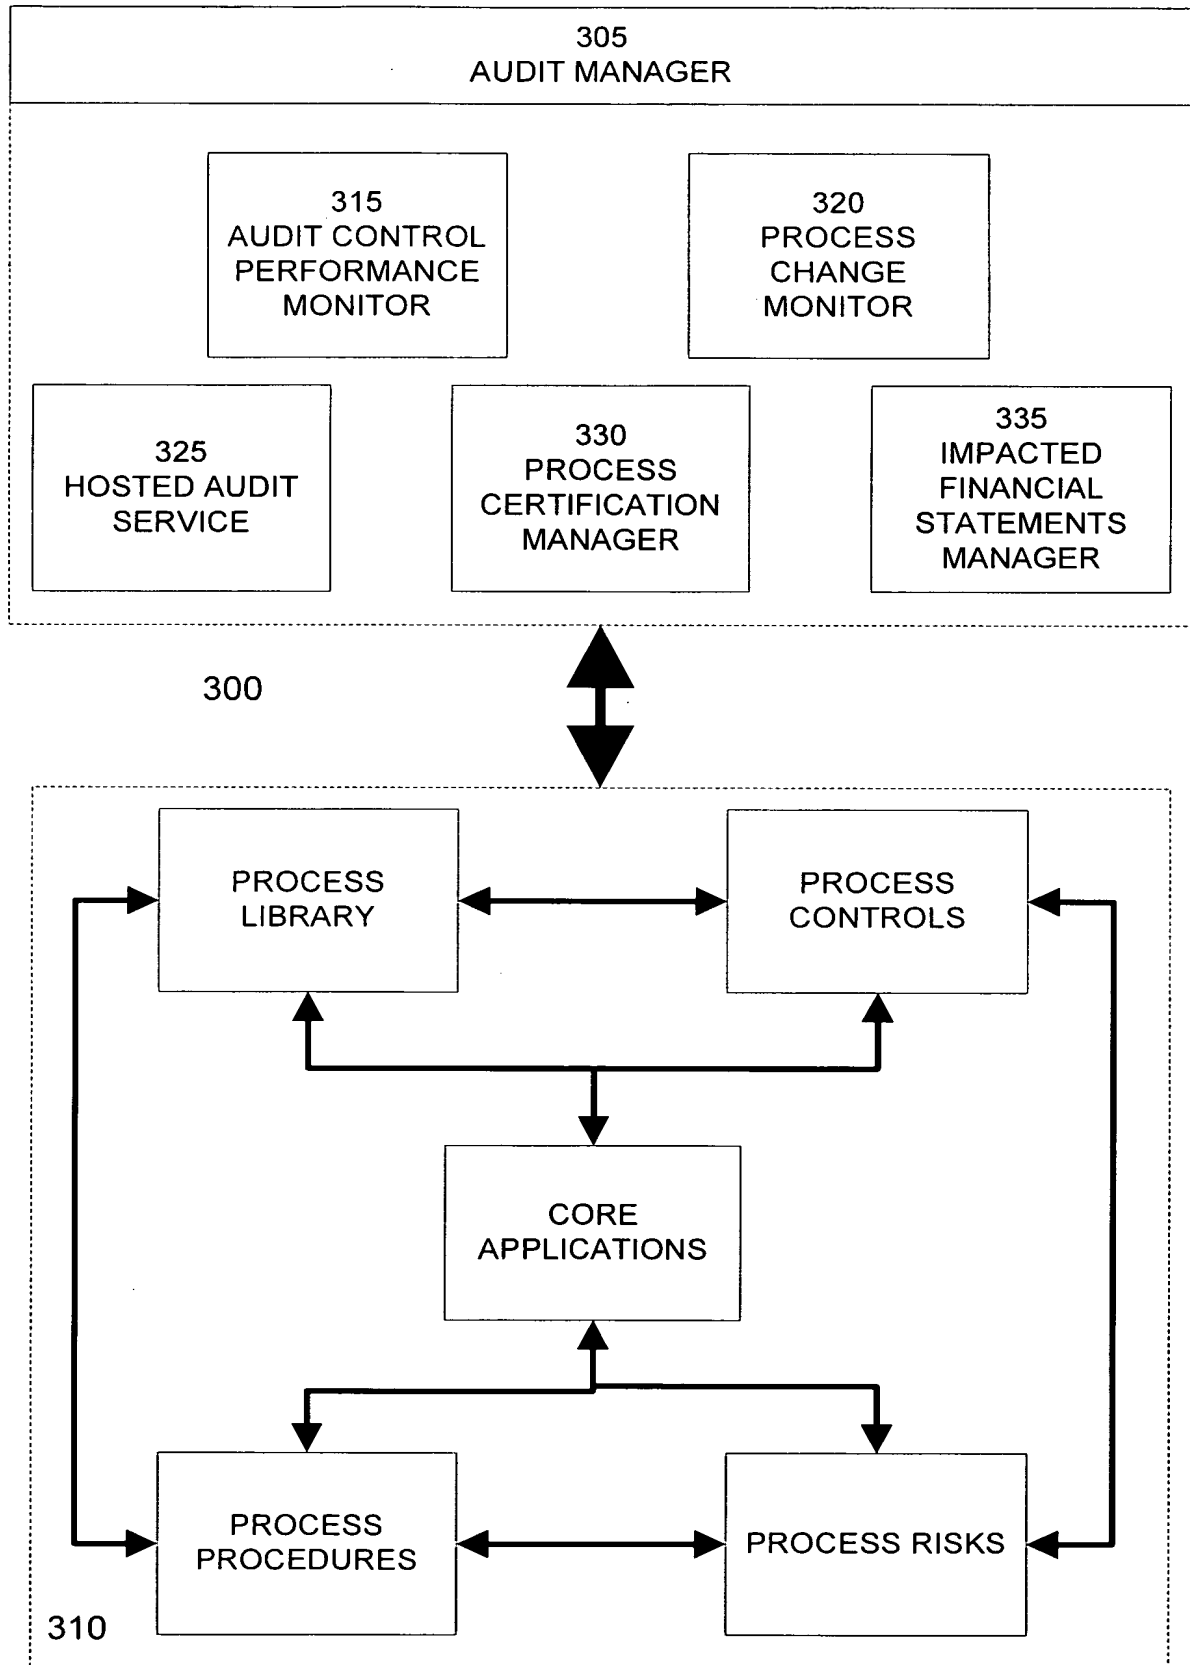 305
AUDIT MANAGER
315
AUDIT CONTROL
PERFORMANCE
MONITOR
320
PROCESS
CHANGE
MONITOR
325
HOSTED AUDIT
SERVICE
330
PROCESS
CERTIFICATION
MANAGER
335
IMPACTED
FINANCIAL
STATEMENTS
MANAGER
300
PROCESS
LIBRARY
PROCESS
CONTROLS
CORE
APPLICATIONS
PROCESS
PROCEDURES
PROCESS RISKS
310